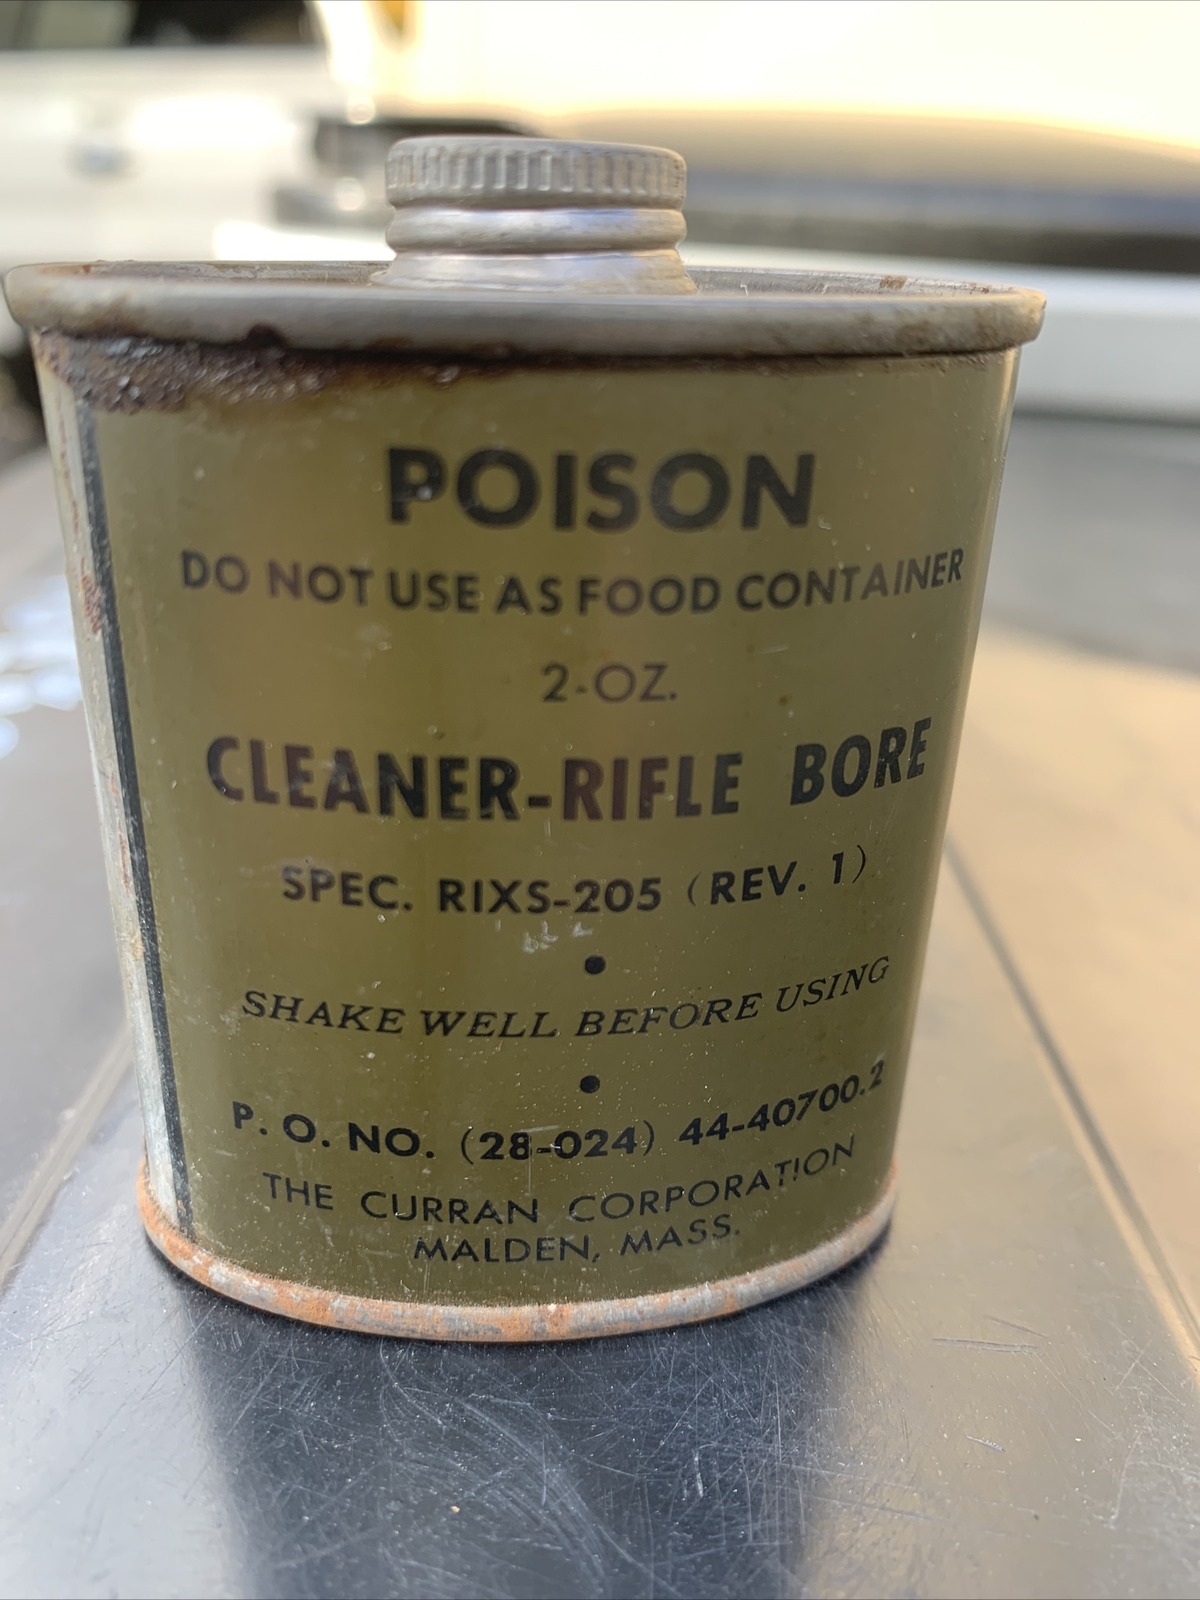 POISON
DO NOT USE AS FOOD CONTAINER
2-OZ.
CLEANER-RIFLE BORE
SPEC. RIXS-205 (REV. 1)
•
SHAKE WELL BEFORE USING
•
P. O. NO. (28-024) 44-40700.2
THE CURRAN CORPORATION
MALDEN, MASS.